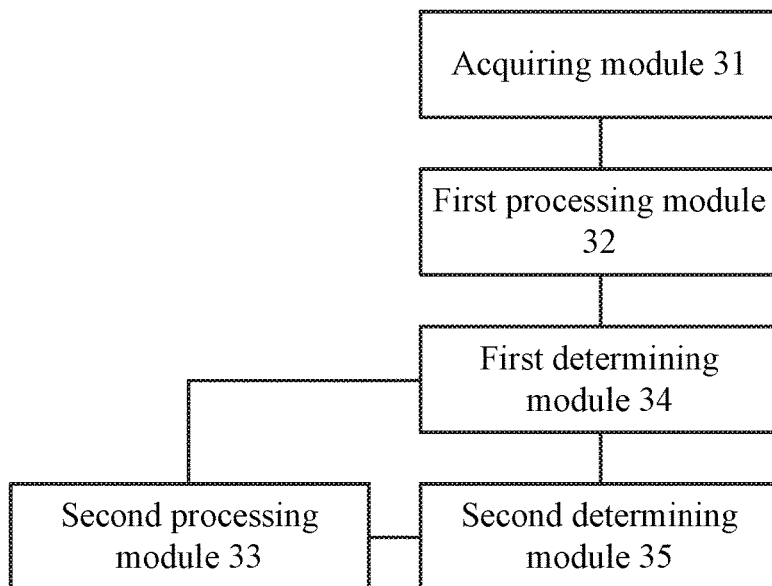 Acquiring module 31
First processing module
32
First determining
module 34
Second processing
module 33
Second determining
module 35